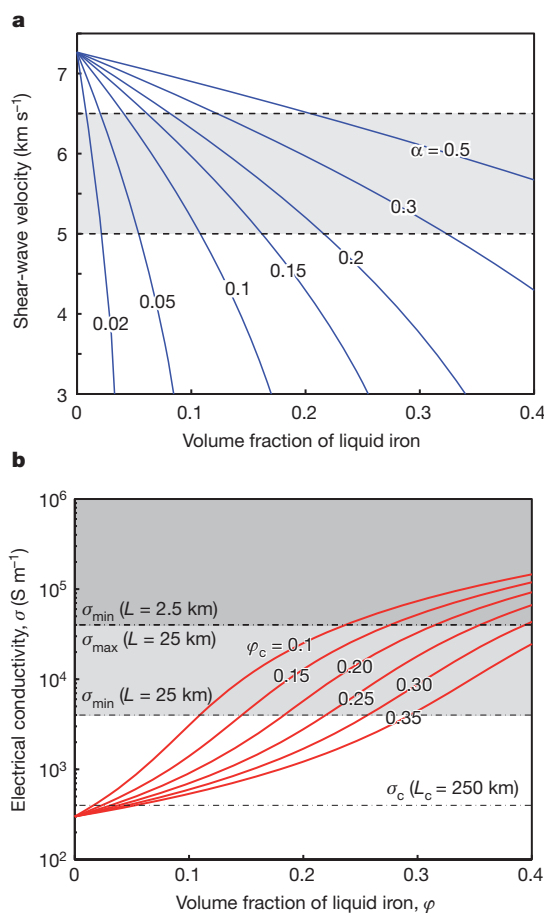 a
Shear-wave velocity (km s⁻¹)
7
6
5
4
3
α = 0.5
0.3
0.2
0.15
0.1
0.05
0.02
0 0.1 0.2 0.3 0.4
Volume fraction of liquid iron
b
Electrical conductivity, σ (S m⁻¹)
10⁶
10⁵
10⁴
10³
10²
σmin (L = 2.5 km)
σmax (L = 25 km)
σmin (L = 25 km)
σc (Lc = 250 km)
φc = 0.1
0.15
0.20
0.25
0.30
0.35
0 0.1 0.2 0.3 0.4
Volume fraction of liquid iron, φ